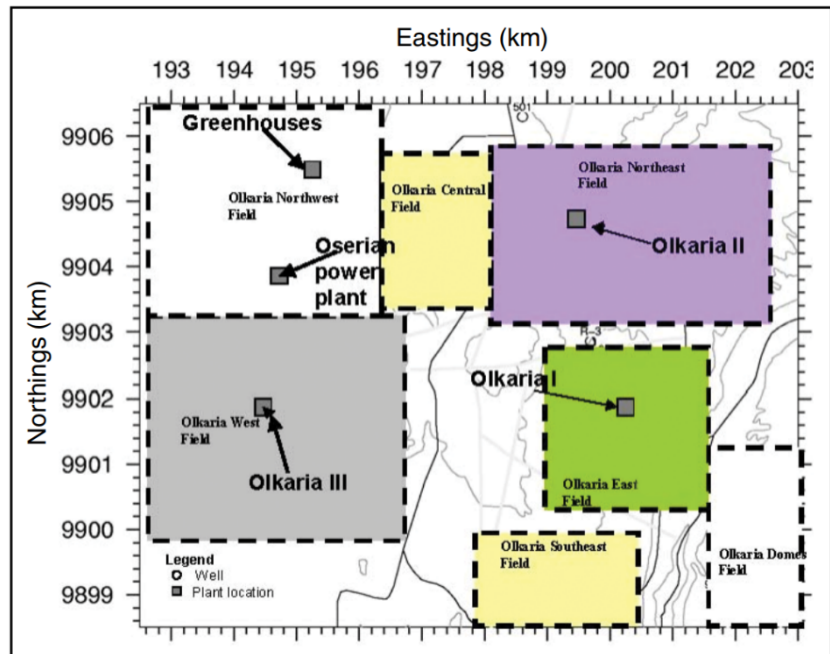 Eastings (km)
193 194 195 196 197 198 199 200 201 202 203
9906
9905
9904
9903
9902
9901
9900
9899
Northings (km)
501
Greenhouses
Olkaria Northwest
Field
Oserian
power
plant
Olkaria Central
Field
Olkaria Northeast
Field
Olkaria II
R-3
Olkaria I
Olkaria West
Field
Olkaria III
Olkaria East
Field
Olkaria Southeast
Field
Olkaria Domes
Field
Legend
Well
Plant location